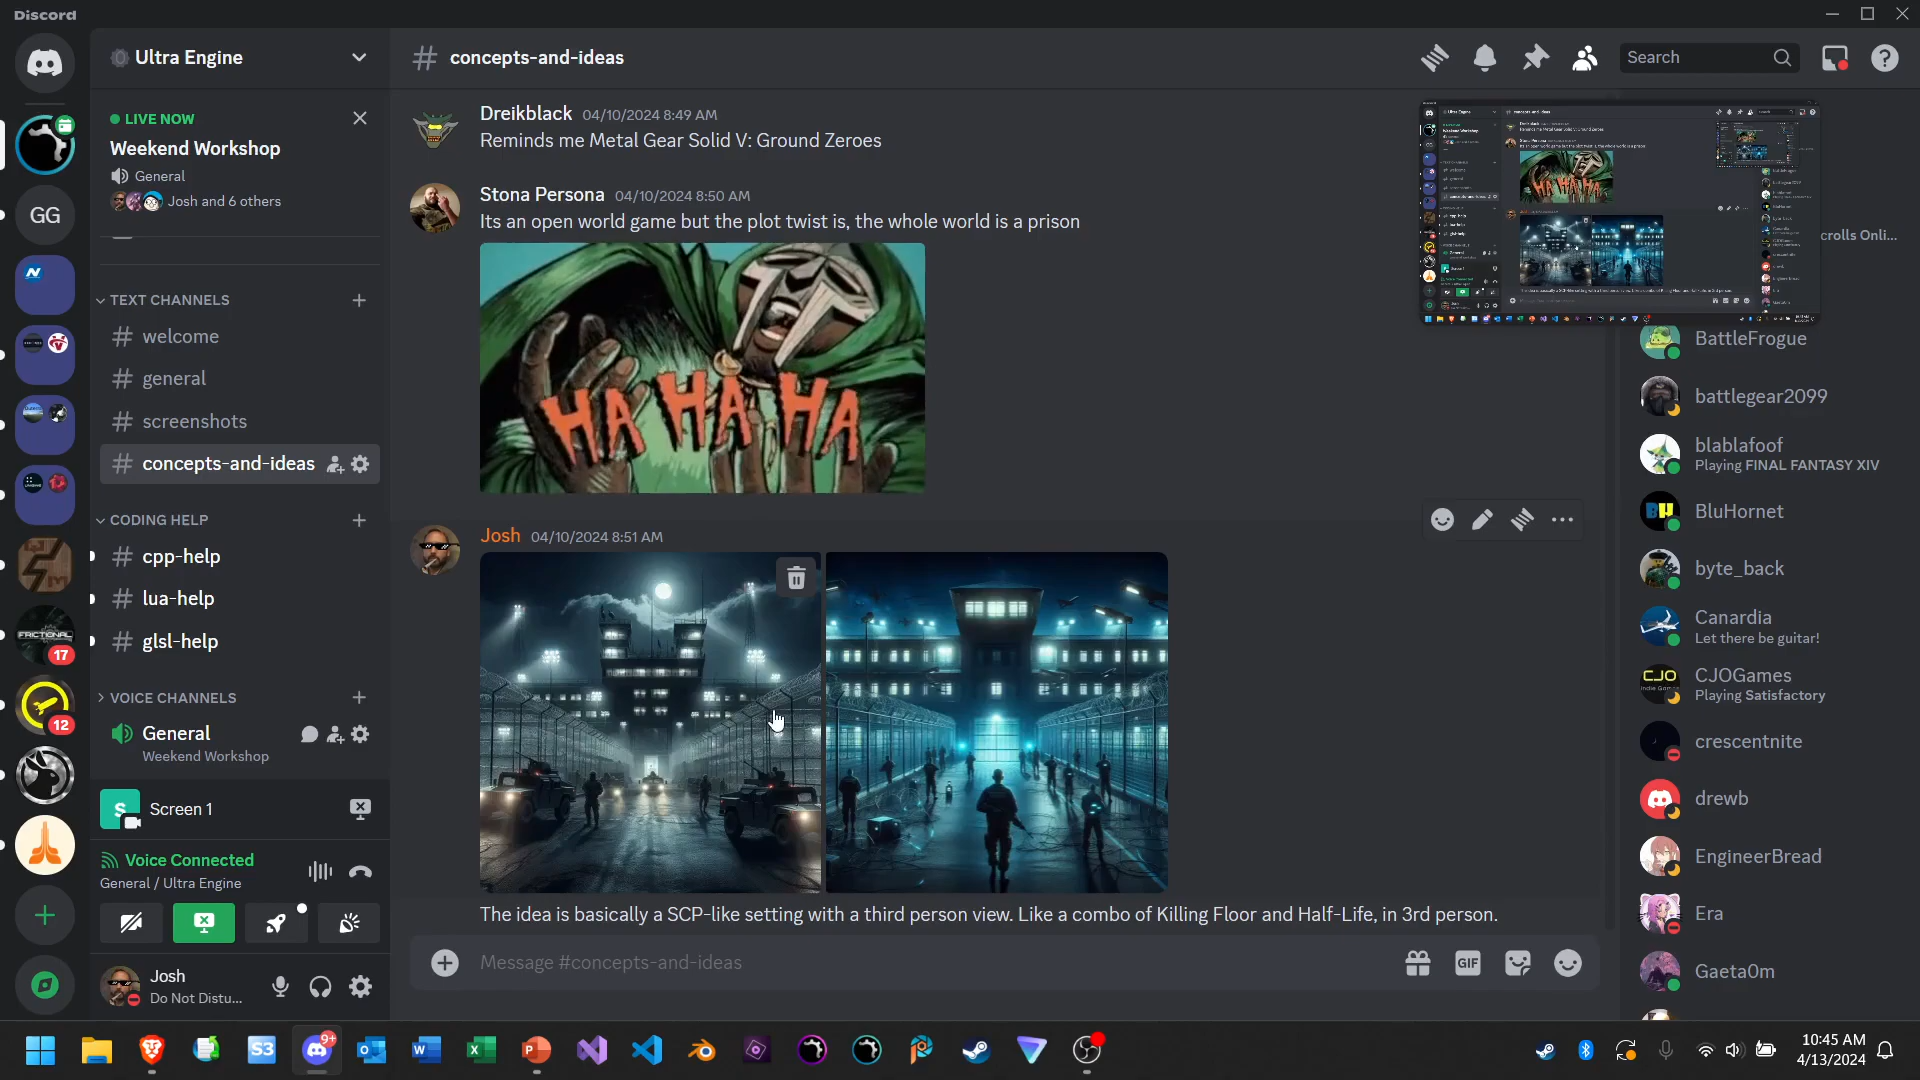 Discord
Ultra Engine
LIVE NOW
Weekend Workshop
General
Josh and 6 others
TEXT CHANNELS
welcome
general
screenshots
concepts-and-ideas
CODING HELP
cpp-help
lua-help
glsl-help
VOICE CHANNELS
General
Weekend Workshop
S
Screen 1
Voice Connected
General / Ultra Engine
Josh
Do Not Distu...
GG
N
FRICTIONAL
17
12
# concepts-and-ideas
Search
Dreikblack 04/10/2024 8:49 AM
Reminds me Metal Gear Solid V: Ground Zeroes
Stona Persona 04/10/2024 8:50 AM
Its an open world game but the plot twist is, the whole world is a prison
HA HA HA
Josh 04/10/2024 8:51 AM
The idea is basically a SCP-like setting with a third person view. Like a combo of Killing Floor and Half-Life, in 3rd person.
Message #concepts-and-ideas
GIF
crolls Onli...
BattleFrogue
battlegear2099
blablafoof
Playing FINAL FANTASY XIV
BluHornet
byte_back
Canardia
Let there be guitar!
CJO
CJOGames
Playing Satisfactory
crescentnite
drewb
EngineerBread
Era
Gaeta0m
S3
9+
10:45 AM
4/13/2024